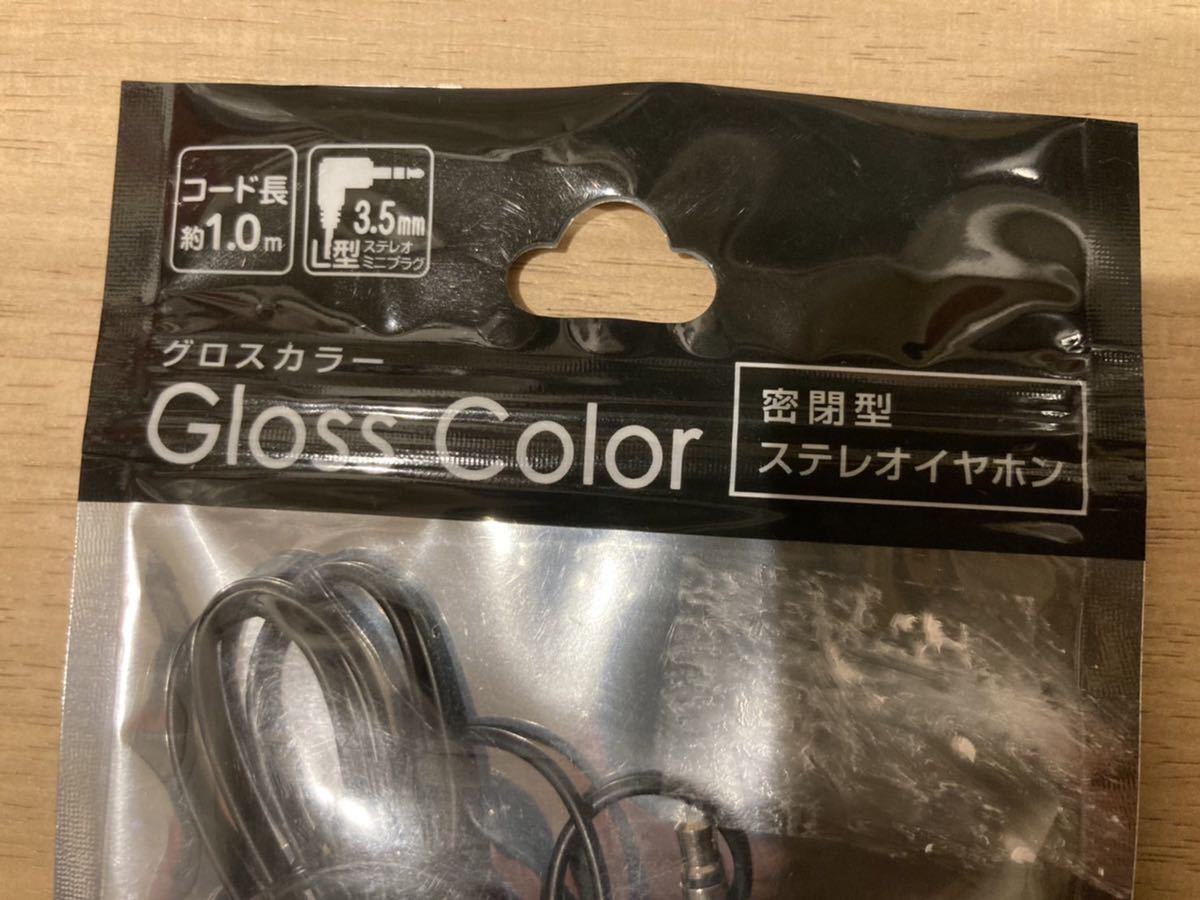 コード長
約1.0m
3.5mm
L型 ステレオ
ミニプラグ
グロスカラー
Gloss Color
密閉型
ステレオイヤホン